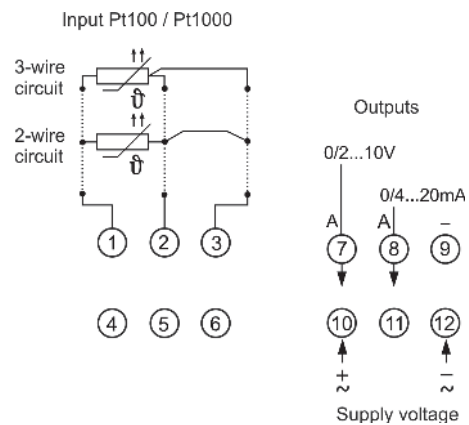 Input Pt100 / Pt1000
3-wire
circuit
ϑ
2-wire
circuit
ϑ
Outputs
0/2...10V
0/4...20mA
A A –
1 2 3 7 8 9
4 5 6 10 11 12
+ –
~ ~
Supply voltage